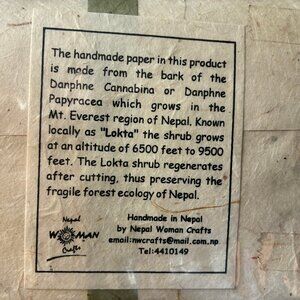 The handmade paper in this product
is made from the bark of the
Danphne Cannabina or Danphne
Papyracea which grows in the
Mt. Everest region of Nepal. Known
locally as "Lokta" the shrub grows
at an altitude of 6500 feet to 9500
feet. The Lokta shrub regenerates
after cutting, thus preserving the
fragile forest ecology of Nepal.
Nepal
WOMAN
Crafts
Handmade in Nepal
by Nepal Woman Crafts
email:nwcrafts@mail.com.np
Tel:4410149